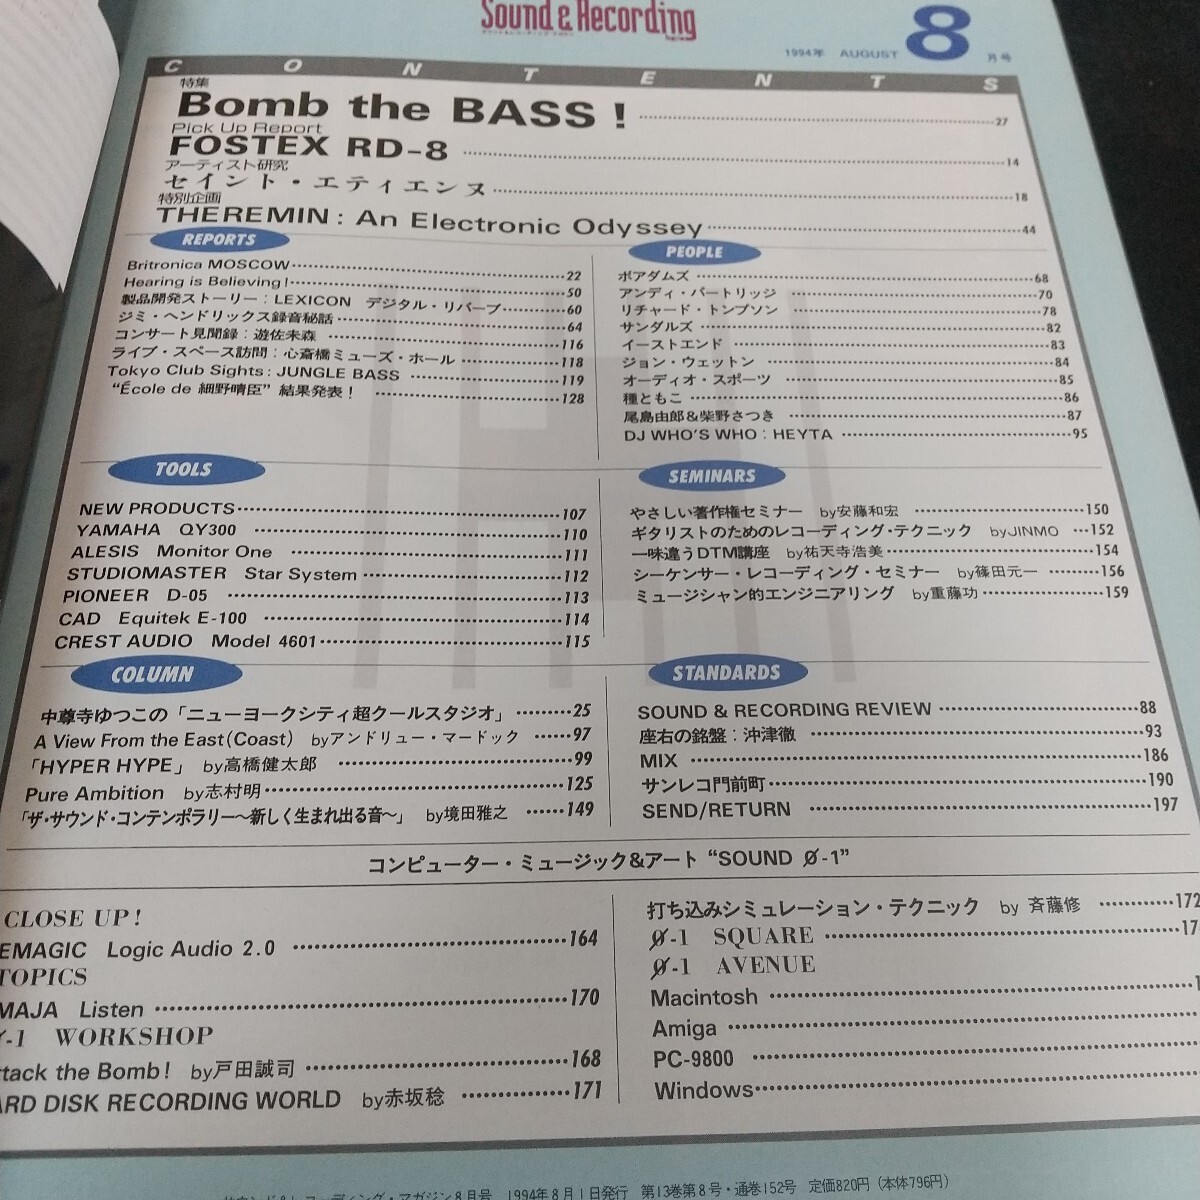 Sound & Recording
1994年 AUGUST 8月号
CONTENTS
特集
Bomb the BASS! 27
Pick Up Report
FOSTEX RD-8 14
アーティスト研究
セイント・エティエンヌ 18
特別企画
THEREMIN: An Electronic Odyssey 44
REPORTS
Britronica MOSCOW 22
Hearing is Believing! 50
製品開発ストーリー:LEXICON デジタル・リバーブ 60
ジミ・ヘンドリックス録音秘話 64
コンサート見聞録:遊佐未森 116
ライブ・スペース訪問:心斎橋ミューズ・ホール 118
Tokyo Club Sights: JUNGLE BASS 119
“École de 細野晴臣”結果発表! 128
PEOPLE
ボアダムズ 68
アンディ・パートリッジ 70
リチャード・トンプソン 78
サンダルズ 82
イーストエンド 83
ジョン・ウェットン 84
オーディオ・スポーツ 85
種ともこ 86
尾島由郎&柴野さつき 87
DJ WHO'S WHO: HEYTA 95
TOOLS
NEW PRODUCTS 107
YAMAHA QY300 110
ALESIS Monitor One 111
STUDIOMASTER Star System 112
PIONEER D-05 113
CAD Equitek E-100 114
CREST AUDIO Model 4601 115
SEMINARS
やさしい著作権セミナー by安藤和宏 150
ギタリストのためのレコーディング・テクニック byJINMO 152
一味違うDTM講座 by祐天寺浩美 154
シーケンサー・レコーディング・セミナー by篠田元一 156
ミュージシャン的エンジニアリング by重藤功 159
COLUMN
中尊寺ゆつこの「ニューヨークシティ超クールスタジオ」 25
A View From the East(Coast) byアンドリュー・マードック 97
「HYPER HYPE」 by高橋健太郎 99
Pure Ambition by志村明 125
「ザ・サウンド・コンテンポラリー〜新しく生まれ出る音〜」 by境田雅之 149
STANDARDS
SOUND & RECORDING REVIEW 88
座右の銘盤:沖津徹 93
MIX 186
サンレコ門前町 190
SEND/RETURN 197
コンピューター・ミュージック&アート “SOUND Ø-1”
CLOSE UP!
EMAGIC Logic Audio 2.0 164
TOPICS
MAJA Listen 170
Ø-1 WORKSHOP
ttack the Bomb! by戸田誠司 168
ARD DISK RECORDING WORLD by赤坂稔 171
打ち込みシミュレーション・テクニック by 斉藤修 172
Ø-1 SQUARE 17
Ø-1 AVENUE
Macintosh 1
Amiga
PC-9800
Windows
サウンド&レコーディング・マガジン8月号 1994年8月1日発行 第13巻第8号・通巻152号 定価820円(本体796円)